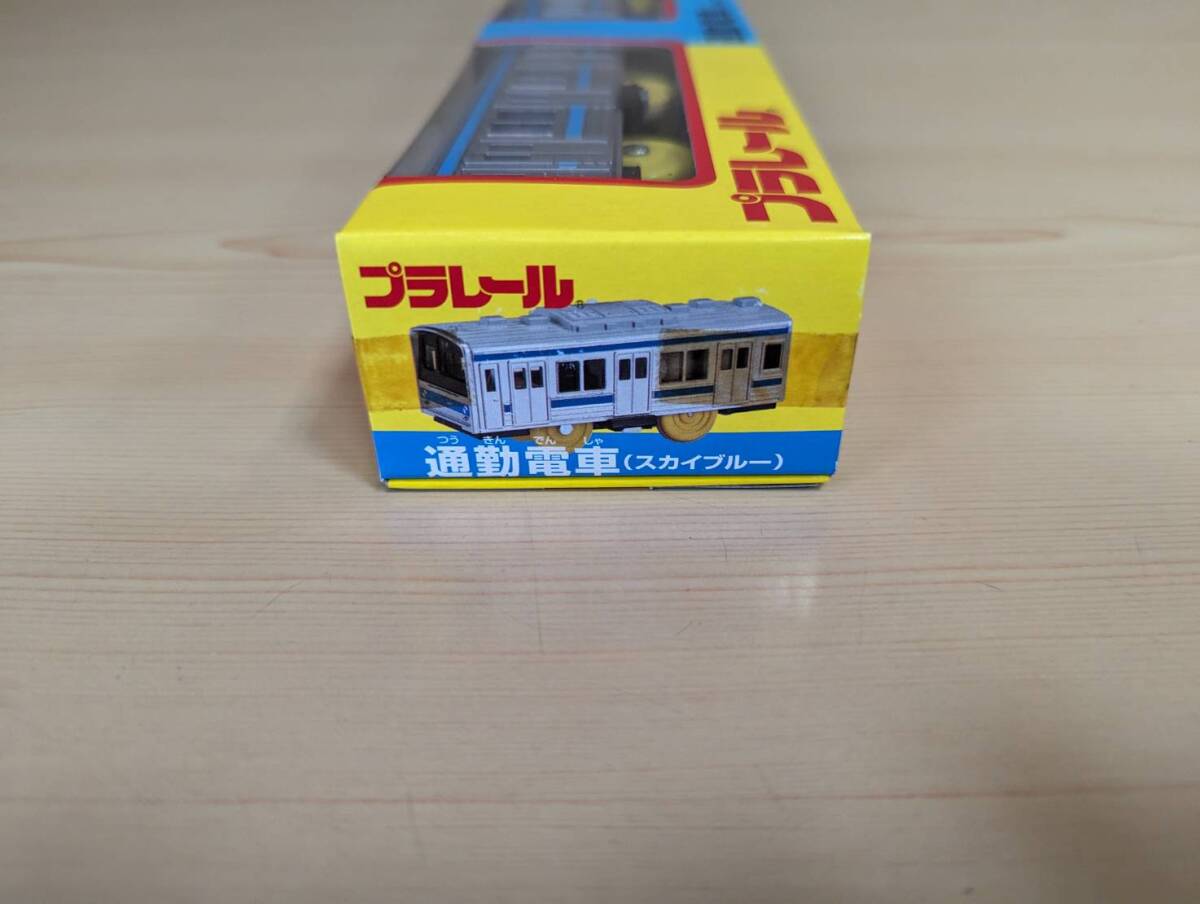 プラレール
プラレール®
つう きん でん しゃ
通勤電車(スカイブルー)